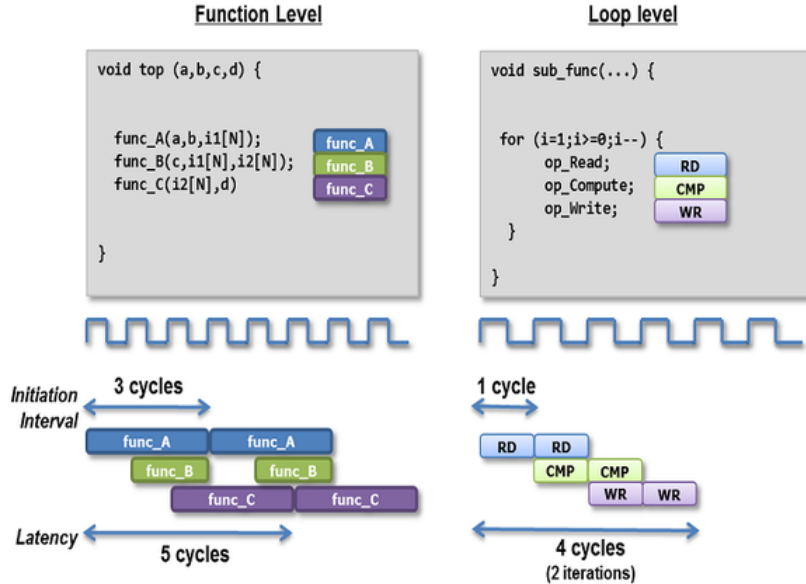 Function Level
void top (a,b,c,d) {
func_A(a,b,i1[N]);
func_B(c,i1[N],i2[N]);
func_C(i2[N],d)
}
func_A
func_B
func_C
3 cycles
Initiation
Interval
func_A func_A
func_B func_B
func_C func_C
Latency
5 cycles
Loop level
void sub_func(...) {
for (i=1;i>=0;i--) {
op_Read;
op_Compute;
op_Write;
}
}
RD
CMP
WR
1 cycle
RD RD
CMP CMP
WR WR
4 cycles
(2 iterations)